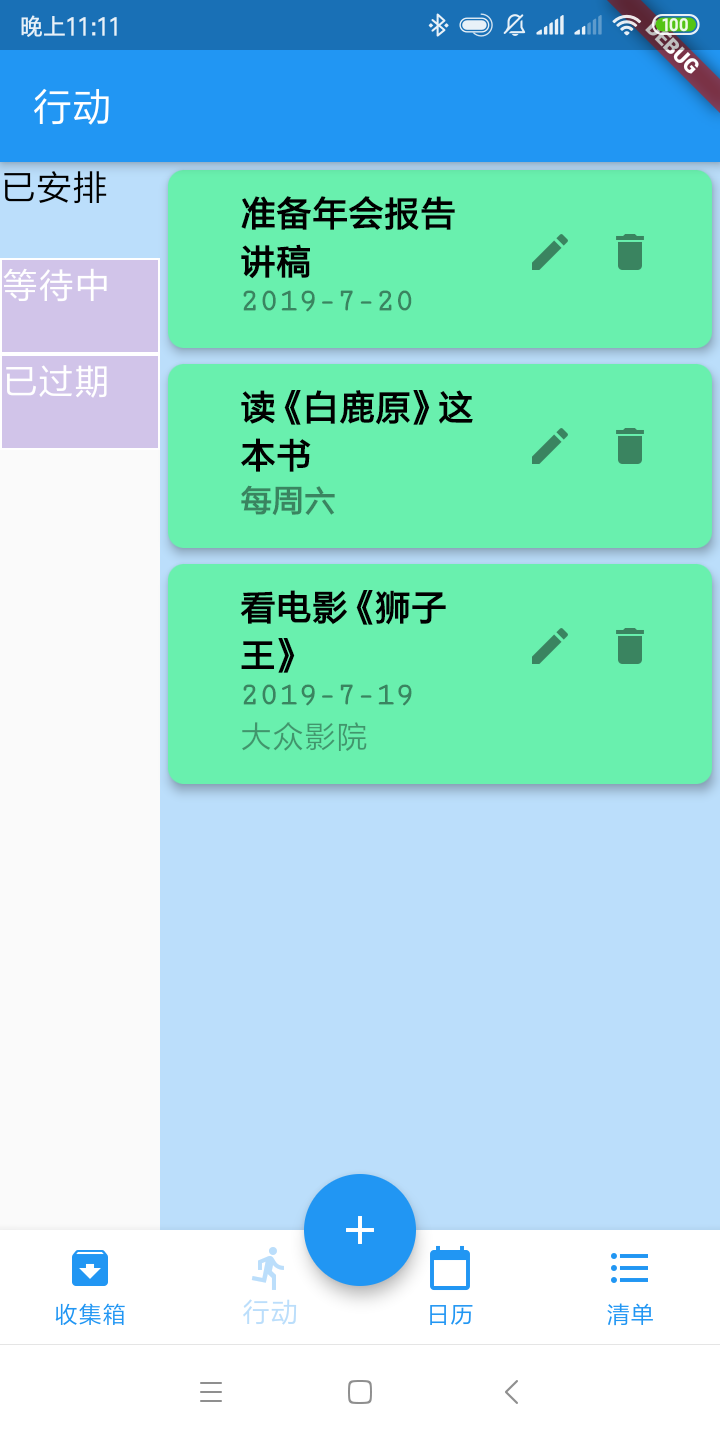 晚上11:11
100
DEBUG
行动
已安排
等待中
已过期
准备年会报告
讲稿
2019-7-20
读《白鹿原》这
本书
每周六
看电影《狮子
王》
2019-7-19
大众影院
收集箱
行动
日历
清单